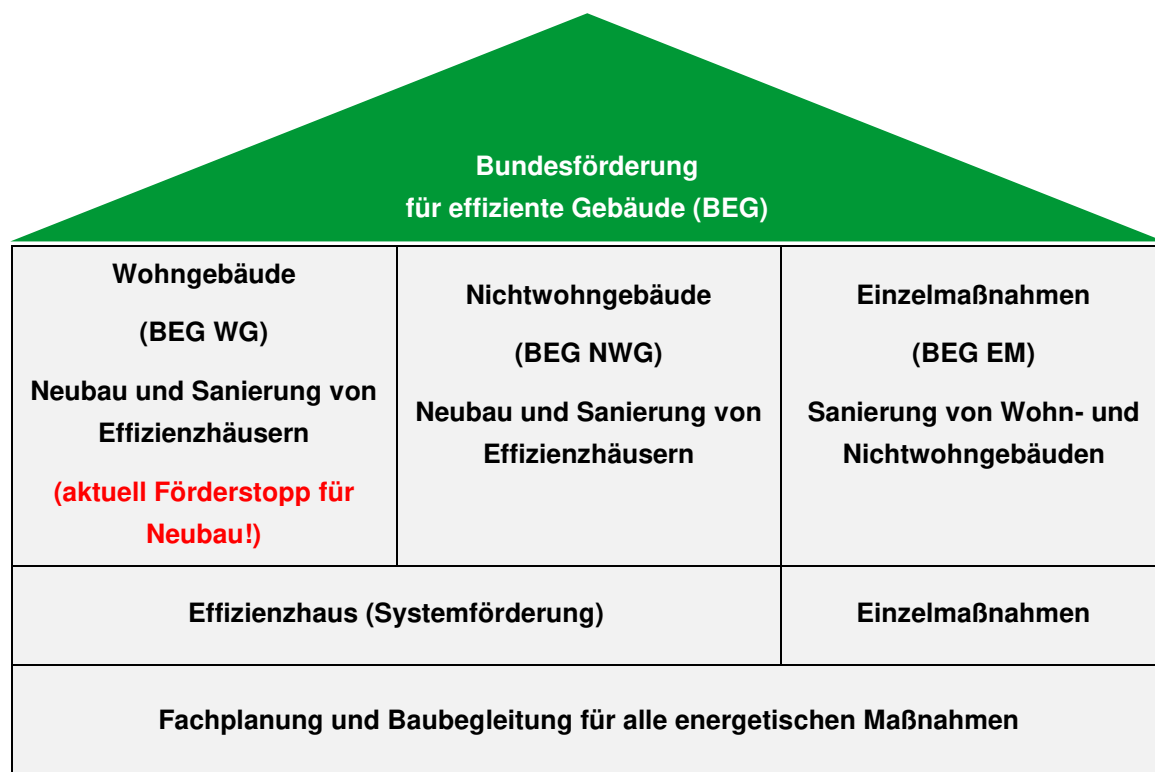 Bundesförderung
für effiziente Gebäude (BEG)
Wohngebäude
(BEG WG)
Neubau und Sanierung von
Effizienzhäusern
(aktuell Förderstopp für
Neubau!)
Nichtwohngebäude
(BEG NWG)
Neubau und Sanierung von
Effizienzhäusern
Einzelmaßnahmen
(BEG EM)
Sanierung von Wohn- und
Nichtwohngebäuden
Effizienzhaus (Systemförderung)
Einzelmaßnahmen
Fachplanung und Baubegleitung für alle energetischen Maßnahmen